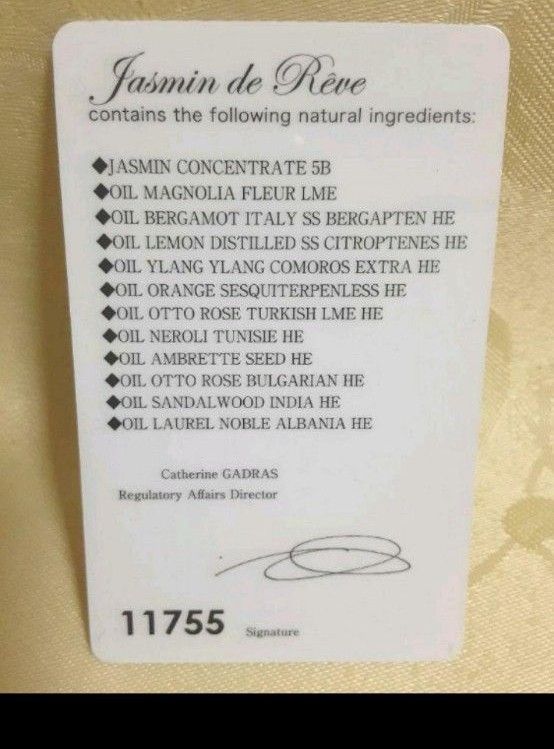 Jasmin de Rêve
contains the following natural ingredients:
◆JASMIN CONCENTRATE 5B
◆OIL MAGNOLIA FLEUR LME
◆OIL BERGAMOT ITALY SS BERGAPTEN HE
◆OIL LEMON DISTILLED SS CITROPTENES HE
◆OIL YLANG YLANG COMOROS EXTRA HE
◆OIL ORANGE SESQUITERPENLESS HE
◆OIL OTTO ROSE TURKISH LME HE
◆OIL NEROLI TUNISIE HE
◆OIL AMBRETTE SEED HE
◆OIL OTTO ROSE BULGARIAN HE
◆OIL SANDALWOOD INDIA HE
◆OIL LAUREL NOBLE ALBANIA HE
Catherine GADRAS
Regulatory Affairs Director
11755 Signature